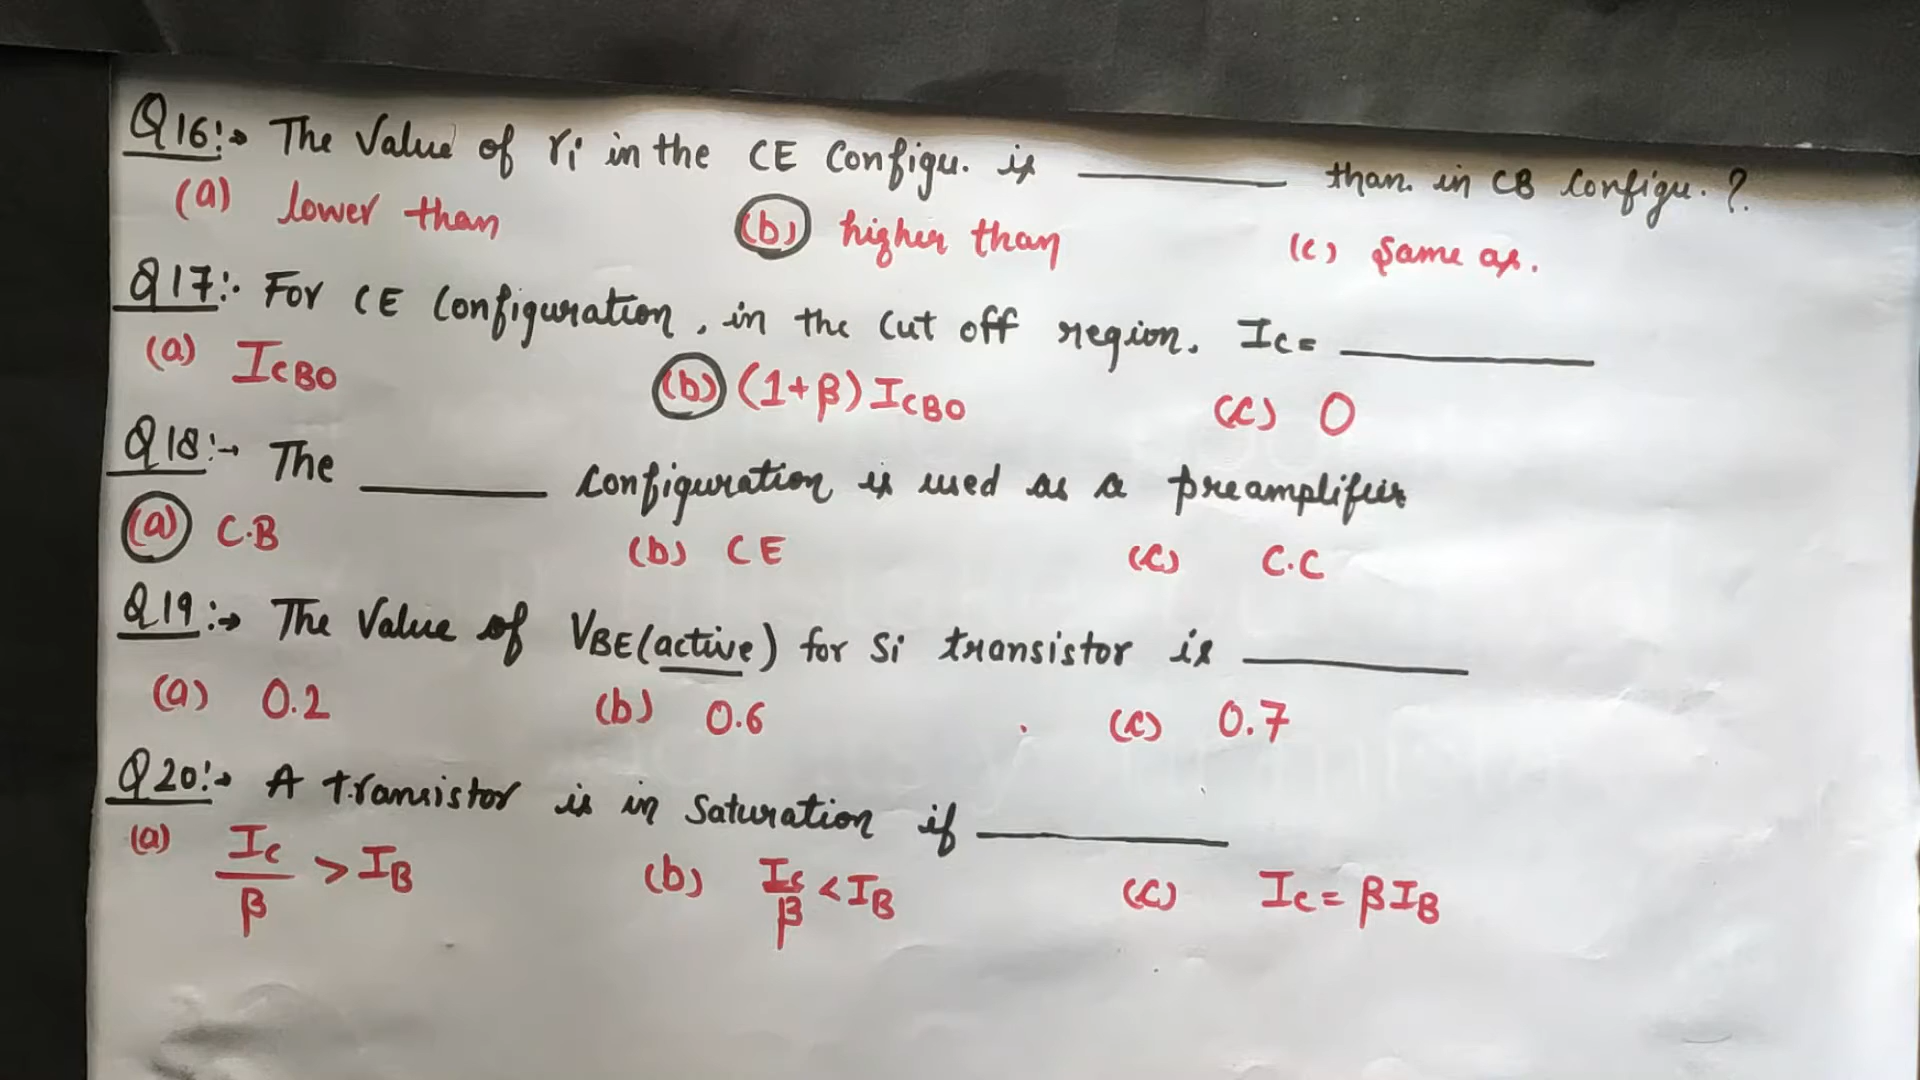 Q16:→ The Value of ri in the CE Configu. is ______ than in CB Configu. ?
(a) lower than (b) higher than (c) same as.
Q17:- For CE Configuration, in the cut off region. Ic= ______
(a) ICBO (b) (1+β) ICBO (c) 0
Q18:→ The ______ Configuration is used as a preamplifier
(a) C.B (b) CE (c) C.C
Q19:→ The Value of VBE(active) for Si transistor is ______
(a) 0.2 (b) 0.6 (c) 0.7
Q20:→ A transistor is in saturation if ______
(a) Ic/β > IB (b) Ic/β < IB (c) Ic = βIB